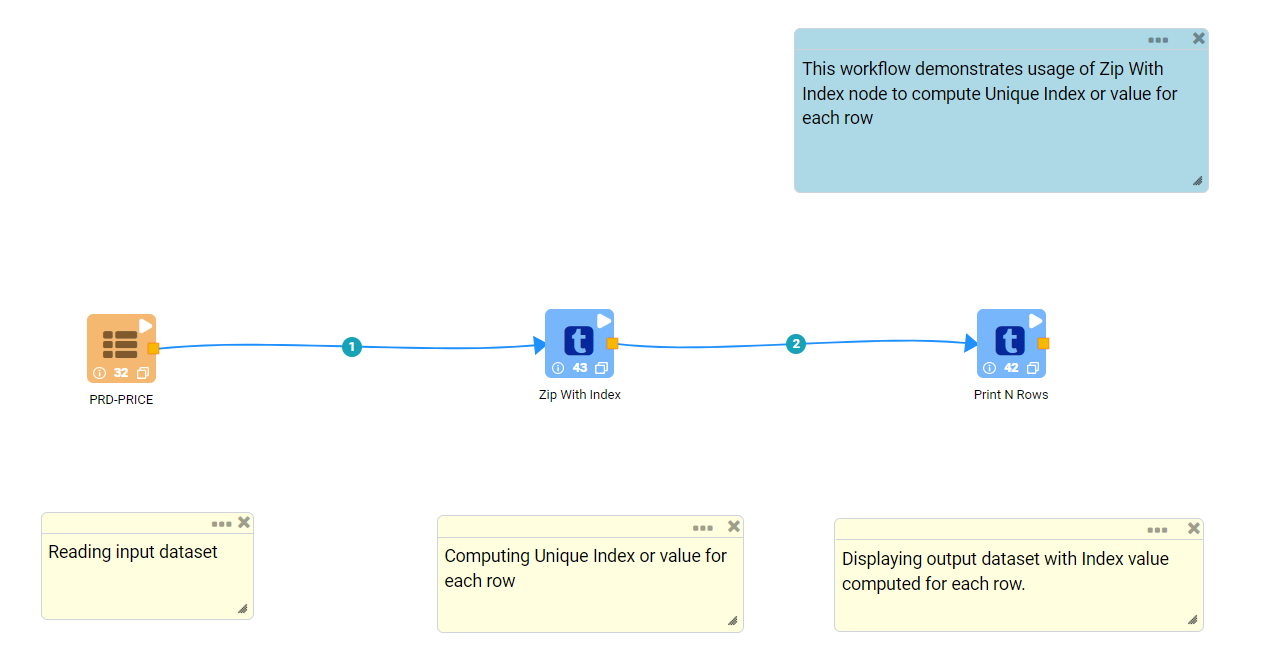 This workflow demonstrates usage of Zip With
Index node to compute Unique Index or value for
each row
1
2
t
t
32
43
42
PRD-PRICE
Zip With Index
Print N Rows
Reading input dataset
Computing Unique Index or value for
each row
Displaying output dataset with Index value
computed for each row.